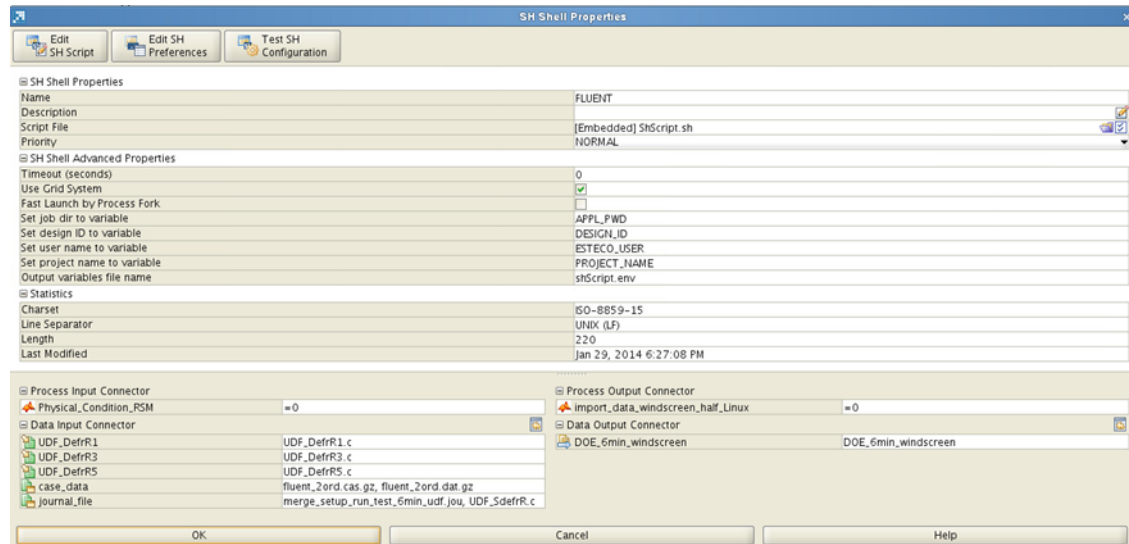 SH Shell Properties
Edit SH Script
Edit SH Preferences
Test SH Configuration
SH Shell Properties
Name FLUENT
Description
Script File [Embedded] ShScript.sh
Priority NORMAL
SH Shell Advanced Properties
Timeout (seconds) 0
Use Grid System
Fast Launch by Process Fork
Set job dir to variable APPL_PWD
Set design ID to variable DESIGN_ID
Set user name to variable ESTECO_USER
Set project name to variable PROJECT_NAME
Output variables file name shScript.env
Statistics
Charset ISO-8859-15
Line Separator UNIX (LF)
Length 220
Last Modified Jan 29, 2014 6:27:08 PM
Process Input Connector
Physical_Condition_RSM =0
Data Input Connector
UDF_DefrR1 UDF_DefrR1.c
UDF_DefrR3 UDF_DefrR3.c
UDF_DefrR5 UDF_DefrR5.c
case_data fluent_2ord.cas.gz, fluent_2ord.dat.gz
journal_file merge_setup_run_test_6min_udf.jou, UDF_SdefrR.c
Process Output Connector
import_data_windscreen_half_Linux =0
Data Output Connector
DOE_6min_windscreen DOE_6min_windscreen
OK Cancel Help